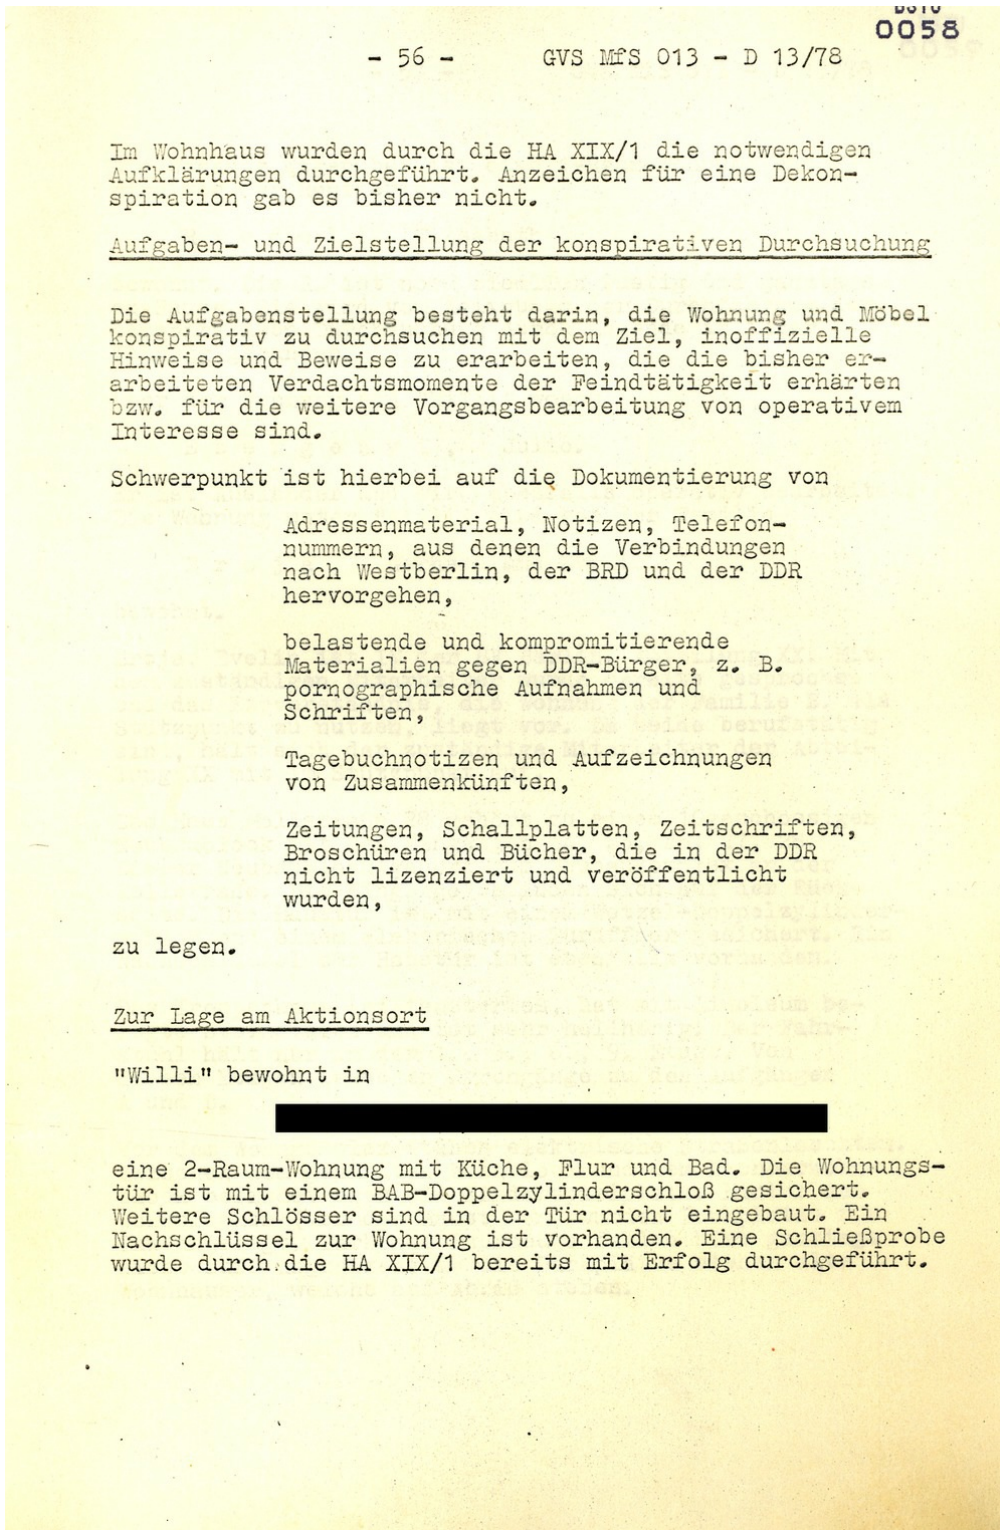 BStU
0058
- 56 - GVS MfS 013 - D 13/78
Im Wohnhaus wurden durch die HA XIX/1 die notwendigen
Aufklärungen durchgeführt. Anzeichen für eine Dekon-
spiration gab es bisher nicht.
Aufgaben- und Zielstellung der konspirativen Durchsuchung
Die Aufgabenstellung besteht darin, die Wohnung und Möbel
konspirativ zu durchsuchen mit dem Ziel, inoffizielle
Hinweise und Beweise zu erarbeiten, die die bisher er-
arbeiteten Verdachtsmomente der Feindtätigkeit erhärten
bzw. für die weitere Vorgangsbearbeitung von operativem
Interesse sind.
Schwerpunkt ist hierbei auf die Dokumentierung von
Adressenmaterial, Notizen, Telefon-
nummern, aus denen die Verbindungen
nach Westberlin, der BRD und der DDR
hervorgehen,
belastende und kompromitierende
Materialien gegen DDR-Bürger, z. B.
pornographische Aufnahmen und
Schriften,
Tagebuchnotizen und Aufzeichnungen
von Zusammenkünften,
Zeitungen, Schallplatten, Zeitschriften,
Broschüren und Bücher, die in der DDR
nicht lizenziert und veröffentlicht
wurden,
zu legen.
Zur Lage am Aktionsort
"Willi" bewohnt in
eine 2-Raum-Wohnung mit Küche, Flur und Bad. Die Wohnungs-
tür ist mit einem BAB-Doppelzylinderschloß gesichert.
Weitere Schlösser sind in der Tür nicht eingebaut. Ein
Nachschlüssel zur Wohnung ist vorhanden. Eine Schließprobe
wurde durch die HA XIX/1 bereits mit Erfolg durchgeführt.